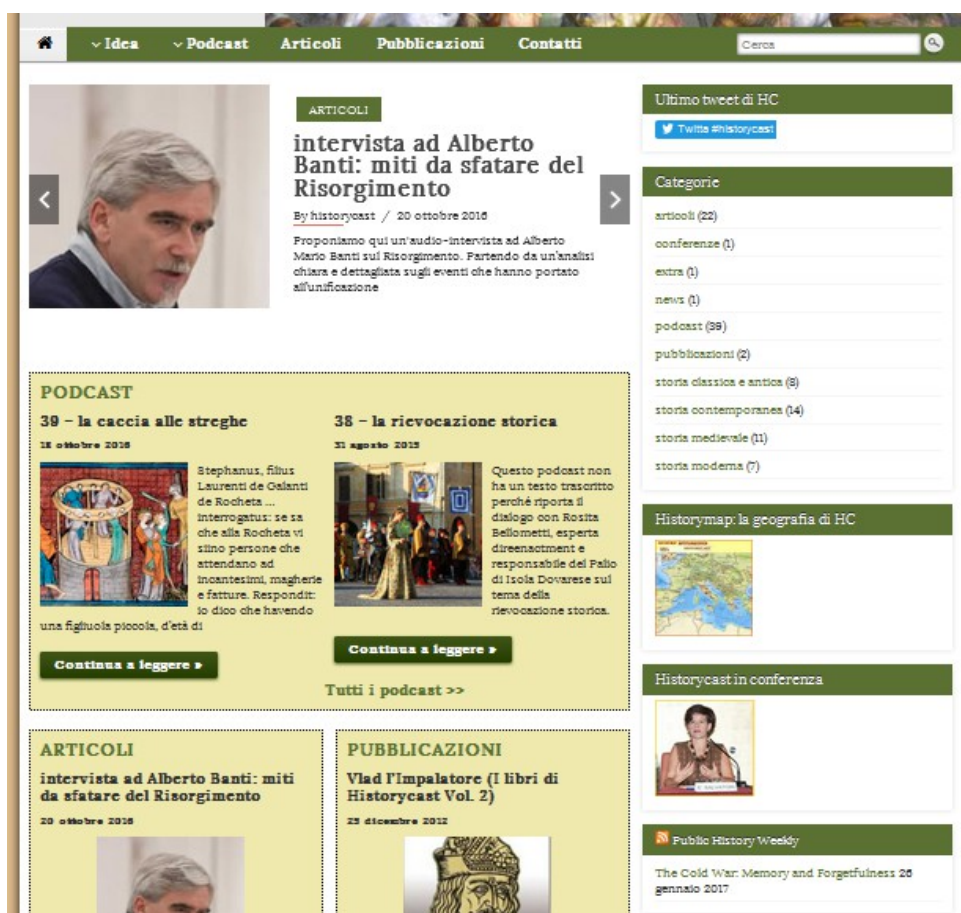 Idea
Podcast
Articoli
Pubblicazioni
Contatti
Cerca
ARTICOLI
intervista ad Alberto
Banti: miti da sfatare del
Risorgimento
By historycast / 20 ottobre 2016
Proponiamo qui un'audio-intervista ad Alberto
Mario Banti sul Risorgimento. Partendo da un'analisi
chiara e dettagliata sugli eventi che hanno portato
all'unificazione
PODCAST
39 – la caccia alle streghe
18 ottobre 2016
Stephanus, filius
Laurenti de Galanti
de Rocheta ...
interrogatus: se sa
che alla Rocheta vi
siino persone che
attendano ad
incantesimi, magherie
e fatture. Respondit:
io dico che havendo
una figliuola piccola, d'età di
Continua a leggere »
38 – la rievocazione storica
31 agosto 2015
Questo podcast non
ha un testo trascritto
perché riporta il
dialogo con Rosita
Bellometti, esperta
direenactment e
responsabile del Palio
di Isola Dovarese sul
tema della
rievocazione storica.
Continua a leggere »
Tutti i podcast >>
ARTICOLI
intervista ad Alberto Banti: miti
da sfatare del Risorgimento
20 ottobre 2016
PUBBLICAZIONI
Vlad l'Impalatore (I libri di
Historycast Vol. 2)
25 dicembre 2012
Ultimo tweet di HC
Twitta #historycast
Categorie
articoli (22)
conferenze (1)
extra (1)
news (1)
podcast (39)
pubblicazioni (2)
storia classica e antica (8)
storia contemporanea (14)
storia medievale (11)
storia moderna (7)
Historymap: la geografia di HC
Historycast in conferenza
Public History Weekly
The Cold War: Memory and Forgetfulness 26
gennaio 2017